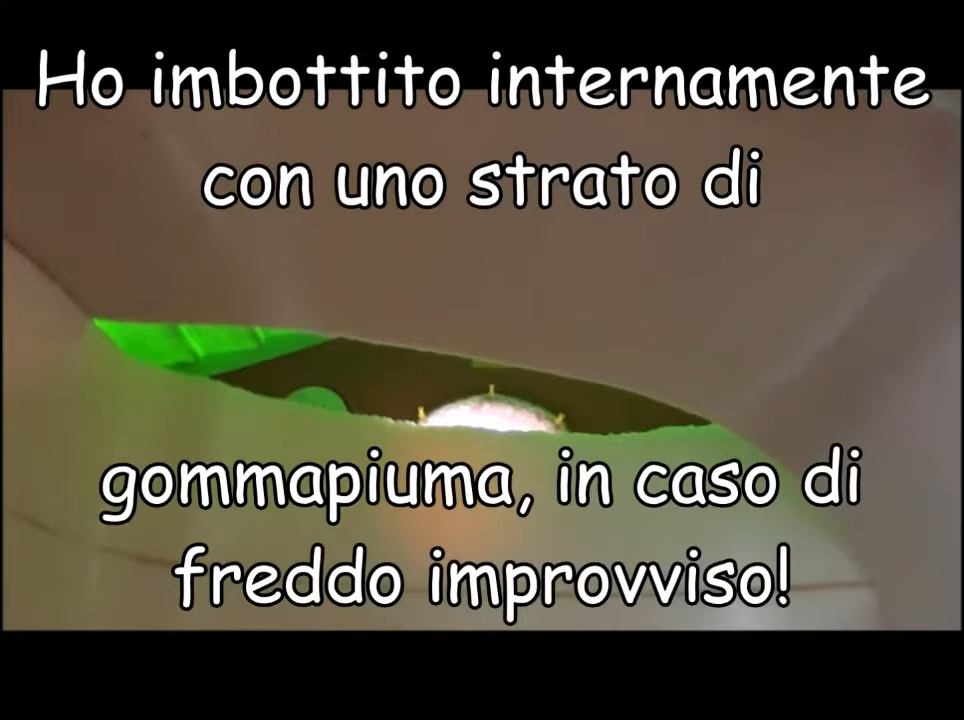 Ho imbottito internamente
con uno strato di
gommapiuma, in caso di
freddo improvviso!